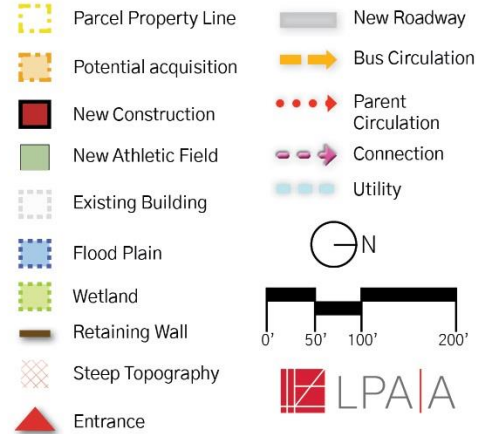 Parcel Property Line
Potential acquisition
New Construction
New Athletic Field
Existing Building
Flood Plain
Wetland
Retaining Wall
Steep Topography
Entrance
New Roadway
Bus Circulation
Parent
Circulation
Connection
Utility
N
0' 50' 100' 200'
LPA|A